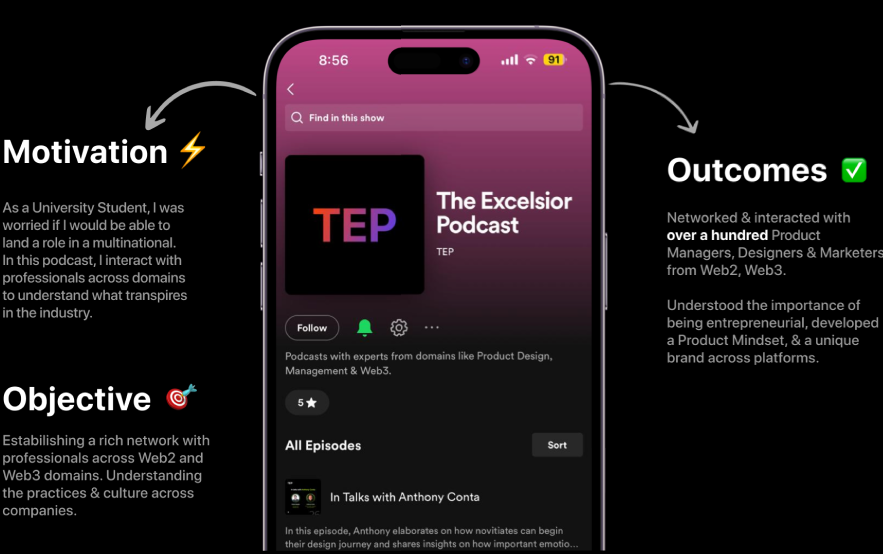 Motivation ⚡
As a University Student, I was
worried if I would be able to
land a role in a multinational.
In this podcast, I interact with
professionals across domains
to understand what transpires
in the industry.
Objective 🎯
Estabilishing a rich network with
professionals across Web2 and
Web3 domains. Understanding
the practices & culture across
companies.
8:56
91
Find in this show
TEP
The Excelsior
Podcast
TEP
Follow
Podcasts with experts from domains like Product Design,
Management & Web3.
5★
All Episodes
Sort
In Talks with Anthony Conta
In this episode, Anthony elaborates on how novitiates can begin
their design journey and shares insights on how important emotio...
Outcomes ✅
Networked & interacted with
over a hundred Product
Managers, Designers & Marketers
from Web2, Web3.
Understood the importance of
being entrepreneurial, developed
a Product Mindset, & a unique
brand across platforms.